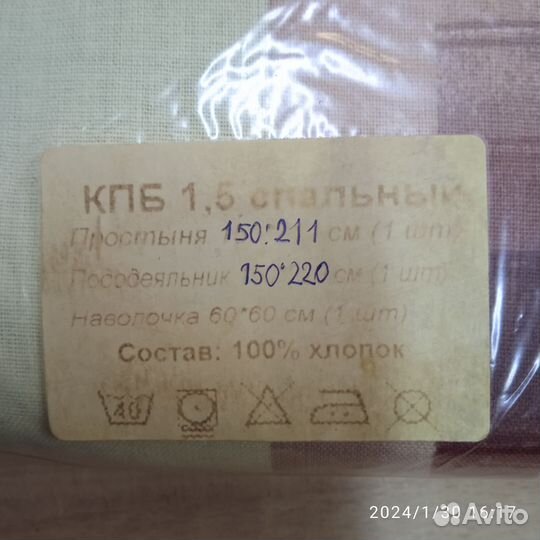 КПБ 1,5 спальный
Простыня 150*211 см (1 шт)
Пододеяльник 150*220 см (1 шт)
Наволочка 60*60 см (1 шт)
Состав: 100% хлопок
40
2024/1/30 16:17
Avito